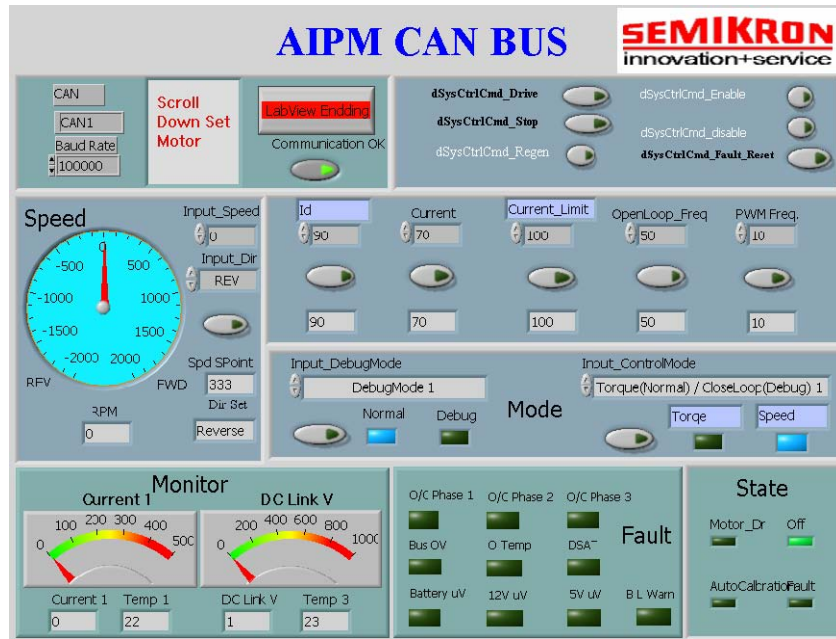 AIPM CAN BUS
SEMIKRON
innovation+service
CAN
CAN1
Baud Rate
100000
Scroll
Down Set
Motor
LabView Endding
Communication OK
dSysCtrlCmd_Drive
dSysCtrlCmd_Enable
dSysCtrlCmd_Stop
dSysCtrlCmd_disable
dSysCtrlCmd_Regen
dSysCtrlCmd_Fault_Reset
Speed
0
-500
500
-1000
1000
-1500
1500
-2000
2000
REV
FWD
RPM
0
Input_Speed
0
Input_Dir
REV
Spd SPoint
333
Dir Set
Reverse
Id
Current
Current_Limit
OpenLoop_Freq
PWM Freq.
90
70
100
50
10
90
70
100
50
10
Input_DebugMode
DebugMode 1
Normal
Debug
Mode
Input_ControlMode
Torque(Normal) / CloseLoop(Debug) 1
Torqe
Speed
Monitor
Current 1
0
100
200
300
400
500
Current 1
0
Temp 1
22
DC Link V
0
200
400
600
800
1000
DC Link V
1
Temp 3
23
O/C Phase 1
O/C Phase 2
O/C Phase 3
Fault
Bus OV
O Temp
DSA
Battery uV
12V uV
5V uV
B L Warn
State
Motor_Dr
Off
AutoCalbratio
Fault